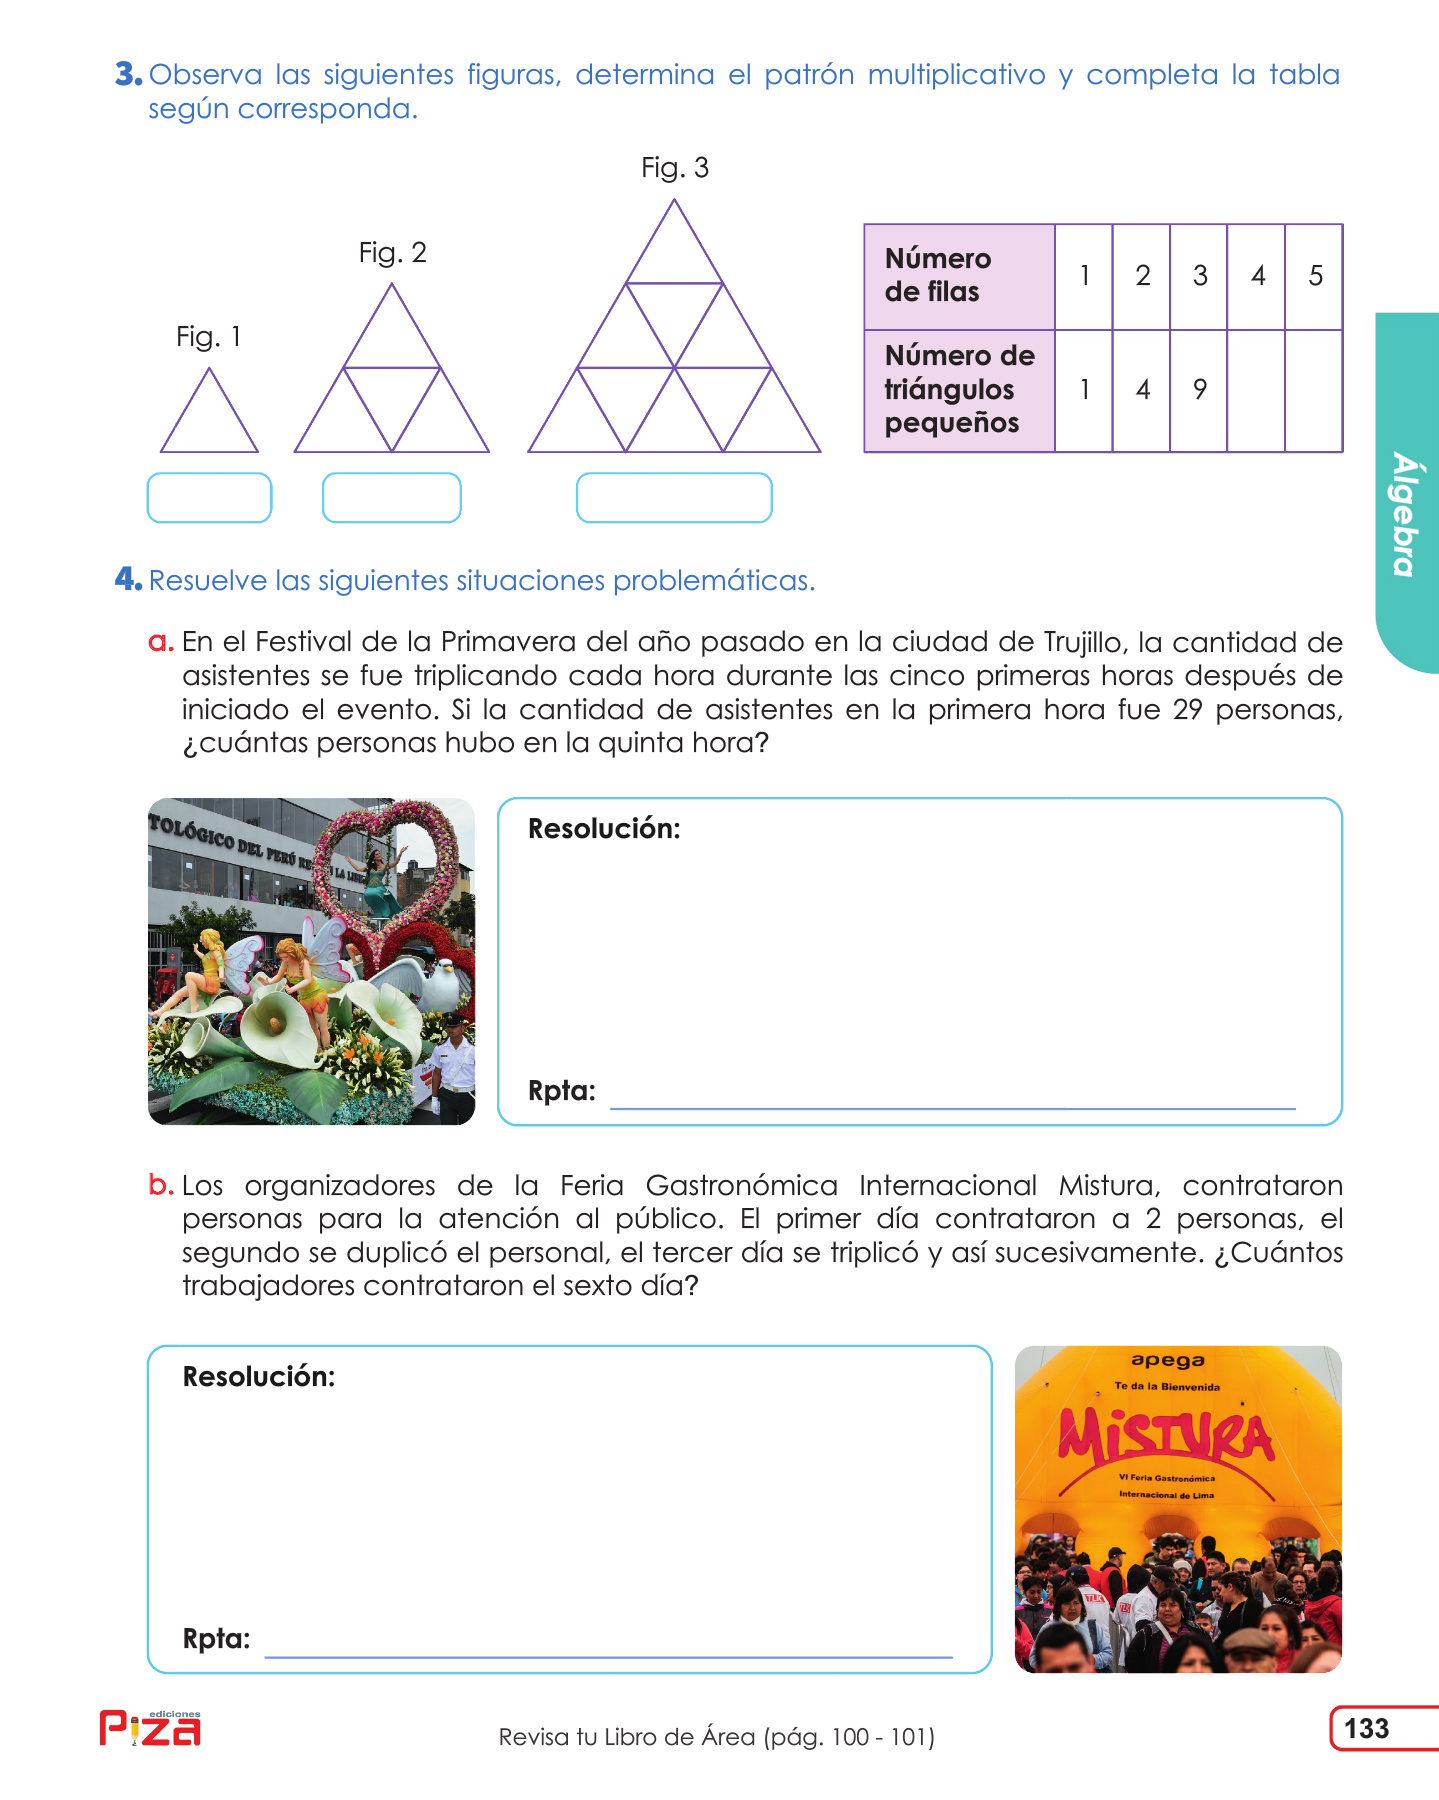 3. Observa las siguientes figuras, determina el patrón multiplicativo y completa la tabla
según corresponda.
Fig. 1
Fig. 2
Fig. 3
Número de filas 1 2 3 4 5
Número de triángulos pequeños 1 4 9
Álgebra
4. Resuelve las siguientes situaciones problemáticas.
a. En el Festival de la Primavera del año pasado en la ciudad de Trujillo, la cantidad de
asistentes se fue triplicando cada hora durante las cinco primeras horas después de
iniciado el evento. Si la cantidad de asistentes en la primera hora fue 29 personas,
¿cuántas personas hubo en la quinta hora?
TOLÓGICO DEL PERÚ
LA
Resolución:
Rpta:
b. Los organizadores de la Feria Gastronómica Internacional Mistura, contrataron
personas para la atención al público. El primer día contrataron a 2 personas, el
segundo se duplicó el personal, el tercer día se triplicó y así sucesivamente. ¿Cuántos
trabajadores contrataron el sexto día?
Resolución:
Rpta:
apega
Te da la Bienvenida
MiSTURA
VI Feria Gastronómica
Internacional de Lima
TLK
TLK
ediciones
Piza
Revisa tu Libro de Área (pág. 100 - 101)
133